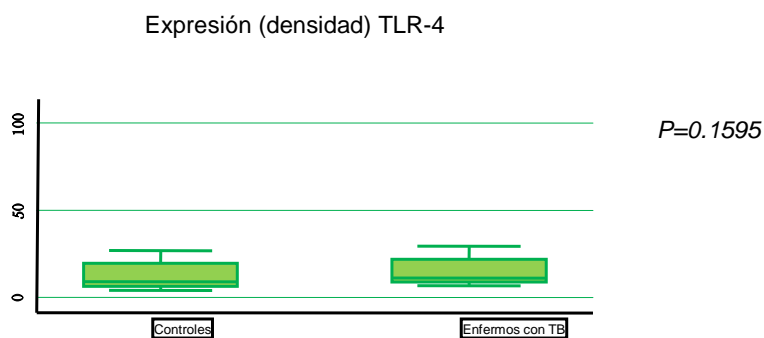 Expresión (densidad) TLR-4
100
P=0.1595
50
0
Controles
Enfermos con TB